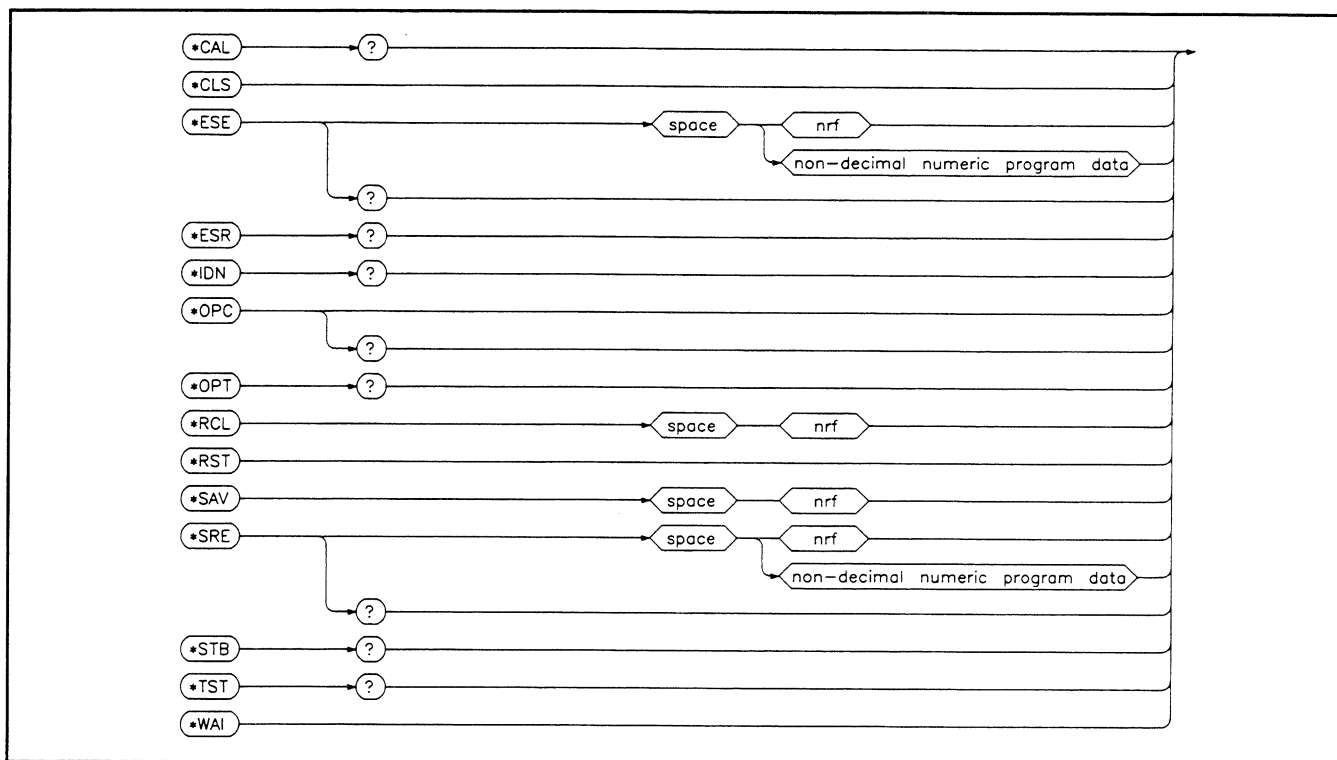 *CAL ?
*CLS
*ESE space nrf
non-decimal numeric program data
?
*ESR ?
*IDN ?
*OPC
?
*OPT ?
*RCL space nrf
*RST
*SAV space nrf
*SRE space nrf
non-decimal numeric program data
?
*STB ?
*TST ?
*WAI